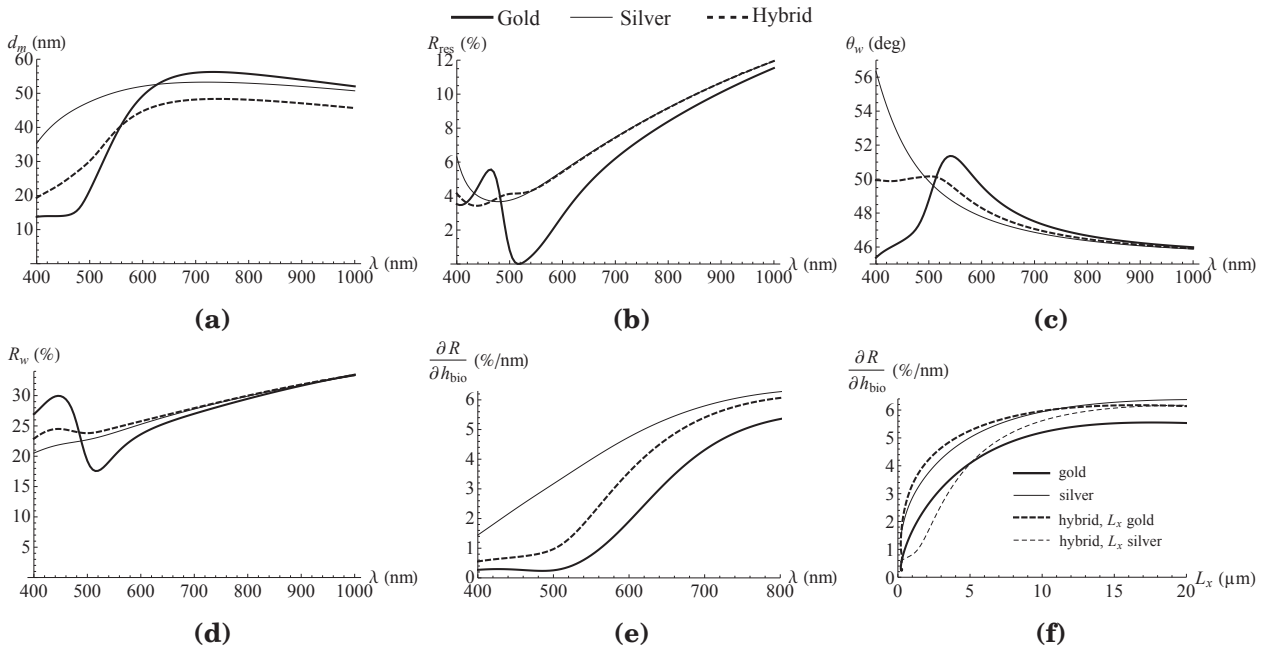 Gold Silver Hybrid
d_m (nm)
60
50
40
30
20
10
400 500 600 700 800 900 1000 λ (nm)
(a)
R_res (%)
12
10
8
6
4
2
0
400 500 600 700 800 900 1000 λ (nm)
(b)
θ_w (deg)
56
54
52
50
48
46
400 500 600 700 800 900 1000 λ (nm)
(c)
R_w (%)
30
25
20
15
10
5
400 500 600 700 800 900 1000 λ (nm)
(d)
∂R
∂h_bio (%/nm)
6
5
4
3
2
1
0
400 500 600 700 800 λ (nm)
(e)
∂R
∂h_bio (%/nm)
6
5
4
3
2
1
0
gold
silver
hybrid, L_x gold
hybrid, L_x silver
0 5 10 15 20 L_x (μm)
(f)